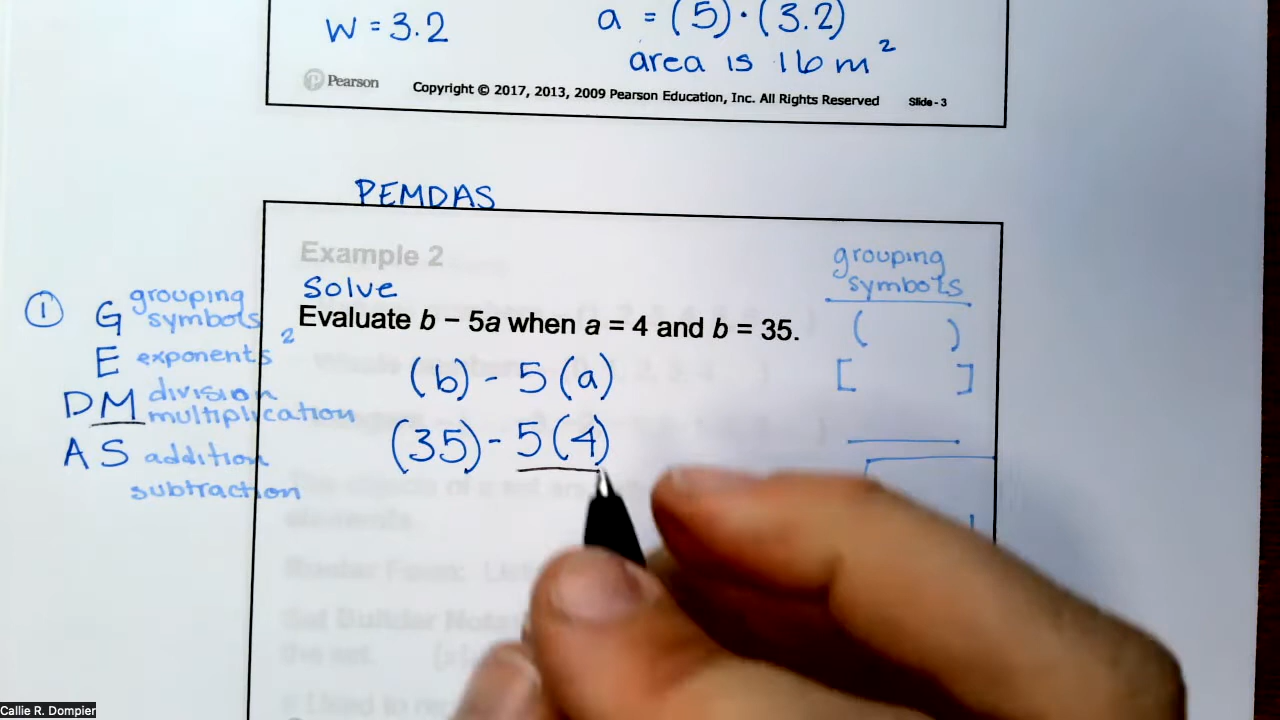 w = 3.2
a = (5) · (3.2)
area is 16 m²
Pearson
Copyright © 2017, 2013, 2009 Pearson Education, Inc. All Rights Reserved
Slide - 3
PEMDAS
Example 2
Solve
Evaluate b − 5a when a = 4 and b = 35.
(b) - 5(a)
(35) - 5(4)
①
G grouping symbols
E exponents ²
DM division multiplication
AS addition subtraction
grouping
symbols
( )
[ ]
Callie R. Dompier